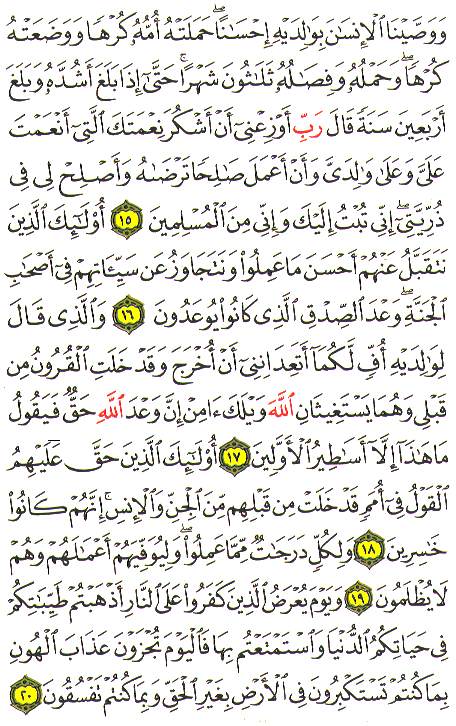 وَوَصَّيۡنَا ٱلۡإِنسَٰنَ بِوَٰلِدَيۡهِ إِحۡسَٰنًاۖ حَمَلَتۡهُ أُمُّهُۥ كُرۡهٗا وَوَضَعَتۡهُ
كُرۡهٗاۖ وَحَمۡلُهُۥ وَفِصَٰلُهُۥ ثَلَٰثُونَ شَهۡرًاۚ حَتَّىٰٓ إِذَا بَلَغَ أَشُدَّهُۥ وَبَلَغَ
أَرۡبَعِينَ سَنَةٗ قَالَ رَبِّ أَوۡزِعۡنِيٓ أَنۡ أَشۡكُرَ نِعۡمَتَكَ ٱلَّتِيٓ أَنۡعَمۡتَ
عَلَيَّ وَعَلَىٰ وَٰلِدَيَّ وَأَنۡ أَعۡمَلَ صَٰلِحٗا تَرۡضَىٰهُ وَأَصۡلِحۡ لِي فِي
ذُرِّيَّتِيٓۖ إِنِّي تُبۡتُ إِلَيۡكَ وَإِنِّي مِنَ ٱلۡمُسۡلِمِينَ ١٥ أُوْلَٰٓئِكَ ٱلَّذِينَ
نَتَقَبَّلُ عَنۡهُمۡ أَحۡسَنَ مَا عَمِلُواْ وَنَتَجَاوَزُ عَن سَيِّـَٔاتِهِمۡ فِيٓ أَصۡحَٰبِ
ٱلۡجَنَّةِۖ وَعۡدَ ٱلصِّدۡقِ ٱلَّذِي كَانُواْ يُوعَدُونَ ١٦ وَٱلَّذِي قَالَ
لِوَٰلِدَيۡهِ أُفّٖ لَّكُمَآ أَتَعِدَانِنِيٓ أَنۡ أُخۡرَجَ وَقَدۡ خَلَتِ ٱلۡقُرُونُ مِن
قَبۡلِي وَهُمَا يَسۡتَغِيثَانِ ٱللَّهَ وَيۡلَكَ ءَامِنۡ إِنَّ وَعۡدَ ٱللَّهِ حَقّٞ فَيَقُولُ
مَا هَٰذَآ إِلَّآ أَسَٰطِيرُ ٱلۡأَوَّلِينَ ١٧ أُوْلَٰٓئِكَ ٱلَّذِينَ حَقَّ عَلَيۡهِمُ
ٱلۡقَوۡلُ فِيٓ أُمَمٖ قَدۡ خَلَتۡ مِن قَبۡلِهِم مِّنَ ٱلۡجِنِّ وَٱلۡإِنسِۖ إِنَّهُمۡ كَانُواْ
خَٰسِرِينَ ١٨ وَلِكُلّٖ دَرَجَٰتٞ مِّمَّا عَمِلُواْۖ وَلِيُوَفِّيَهُمۡ أَعۡمَٰلَهُمۡ وَهُمۡ
لَا يُظۡلَمُونَ ١٩ وَيَوۡمَ يُعۡرَضُ ٱلَّذِينَ كَفَرُواْ عَلَى ٱلنَّارِ أَذۡهَبۡتُمۡ طَيِّبَٰتِكُمۡ
فِي حَيَاتِكُمُ ٱلدُّنۡيَا وَٱسۡتَمۡتَعۡتُم بِهَا فَٱلۡيَوۡمَ تُجۡزَوۡنَ عَذَابَ ٱلۡهُونِ
بِمَا كُنتُمۡ تَسۡتَكۡبِرُونَ فِي ٱلۡأَرۡضِ بِغَيۡرِ ٱلۡحَقِّ وَبِمَا كُنتُمۡ تَفۡسُقُونَ ٢٠